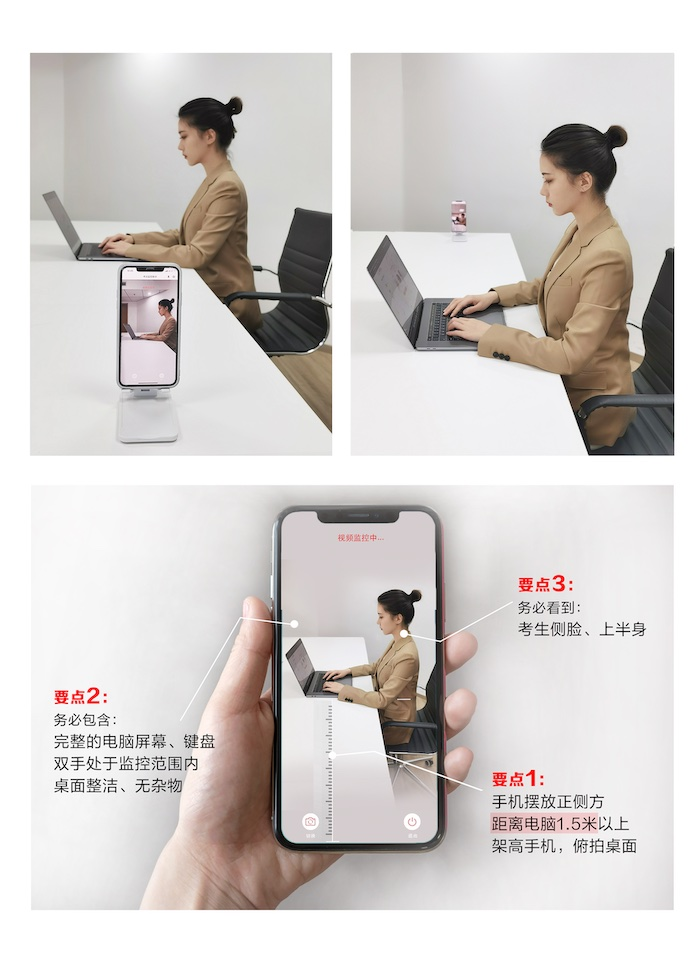 视频监控中...
要点3：
务必看到：
考生侧脸、上半身
要点2：
务必包含：
完整的电脑屏幕、键盘
双手处于监控范围内
桌面整洁、无杂物
要点1：
手机摆放正侧方
距离电脑1.5米以上
架高手机，俯拍桌面